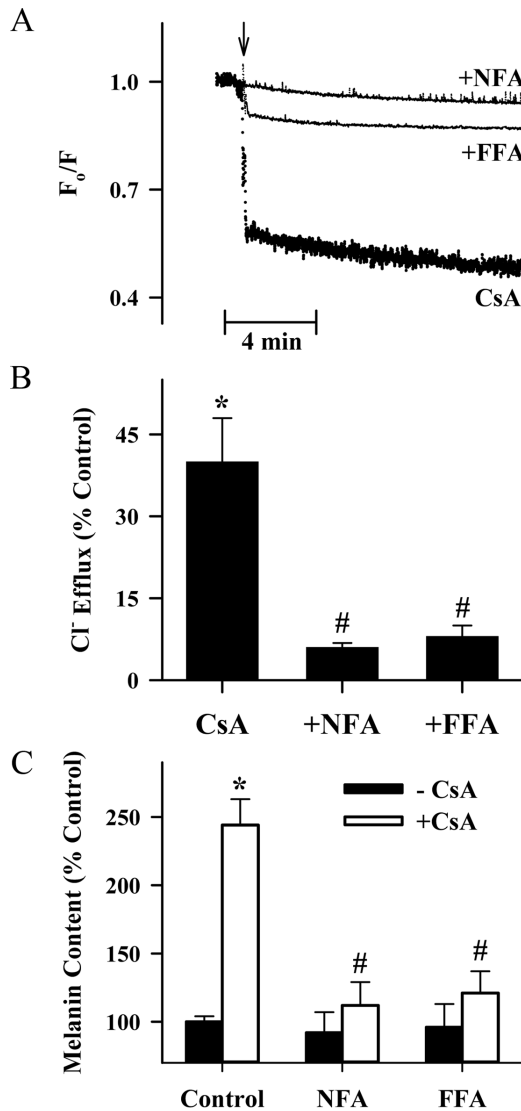 A
F₀/F
1.0
0.7
0.4
+NFA
+FFA
CsA
4 min
B
Cl⁻ Efflux (% Control)
45
30
15
0
*
#
#
CsA +NFA +FFA
C
Melanin Content (% Control)
250
200
150
100
*
#
#
- CsA
+CsA
Control NFA FFA